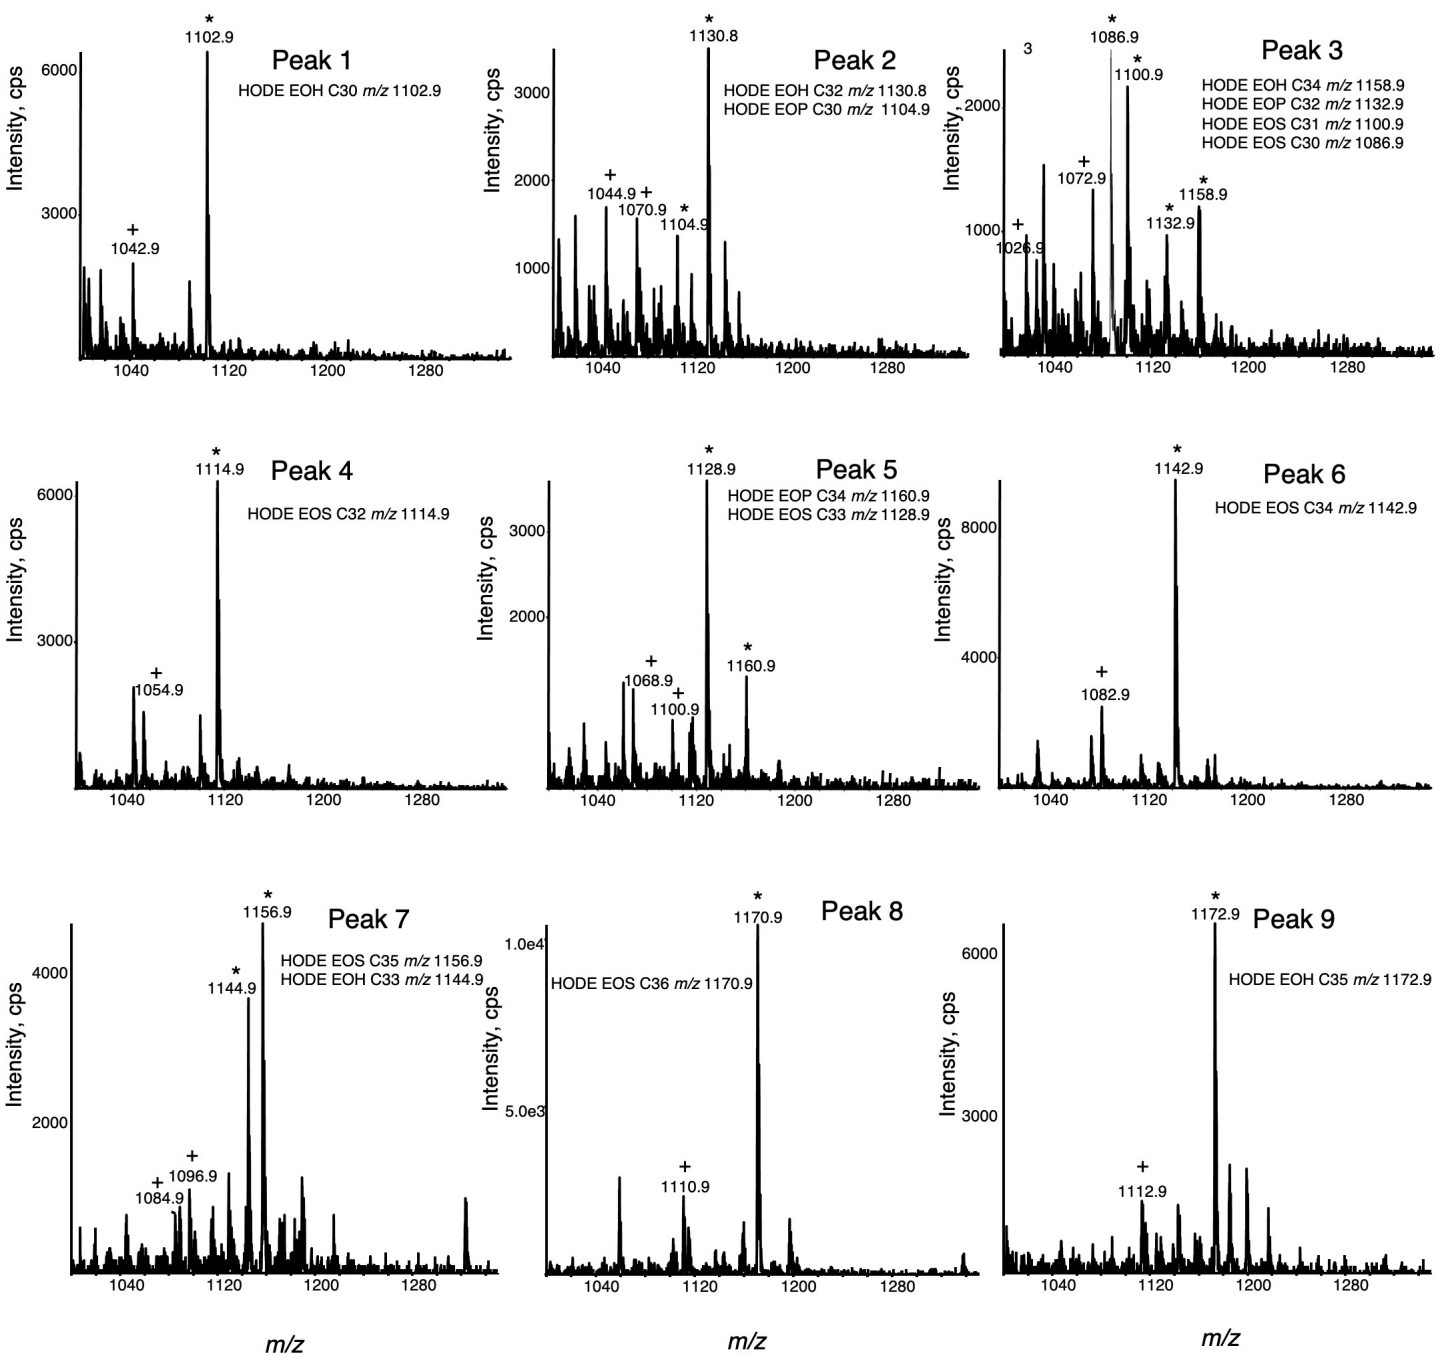 *
1102.9
Peak 1
HODE EOH C30 m/z 1102.9
Intensity, cps
6000
3000
+
1042.9
1040 1120 1200 1280
*
1130.8
Peak 2
HODE EOH C32 m/z 1130.8
HODE EOP C30 m/z 1104.9
Intensity, cps
3000
2000
1000
+
1044.9
+
1070.9
*
1104.9
1040 1120 1200 1280
3
*
1086.9
*
1100.9
Peak 3
HODE EOH C34 m/z 1158.9
HODE EOP C32 m/z 1132.9
HODE EOS C31 m/z 1100.9
HODE EOS C30 m/z 1086.9
Intensity, cps
2000
1000
+
1072.9
+
1026.9
*
1132.9
*
1158.9
1040 1120 1200 1280
*
1114.9
Peak 4
HODE EOS C32 m/z 1114.9
Intensity, cps
6000
3000
+
1054.9
1040 1120 1200 1280
*
1128.9
Peak 5
HODE EOP C34 m/z 1160.9
HODE EOS C33 m/z 1128.9
Intensity, cps
3000
2000
+
1068.9
+
1100.9
*
1160.9
1040 1120 1200 1280
*
1142.9
Peak 6
HODE EOS C34 m/z 1142.9
Intensity, cps
8000
4000
+
1082.9
1040 1120 1200 1280
*
1156.9
Peak 7
HODE EOS C35 m/z 1156.9
HODE EOH C33 m/z 1144.9
Intensity, cps
4000
2000
*
1144.9
+
1096.9
+
1084.9
1040 1120 1200 1280
m/z
*
1170.9
Peak 8
HODE EOS C36 m/z 1170.9
Intensity, cps
1.0e4
5.0e3
+
1110.9
1040 1120 1200 1280
m/z
*
1172.9
Peak 9
HODE EOH C35 m/z 1172.9
Intensity, cps
6000
3000
+
1112.9
1040 1120 1200 1280
m/z